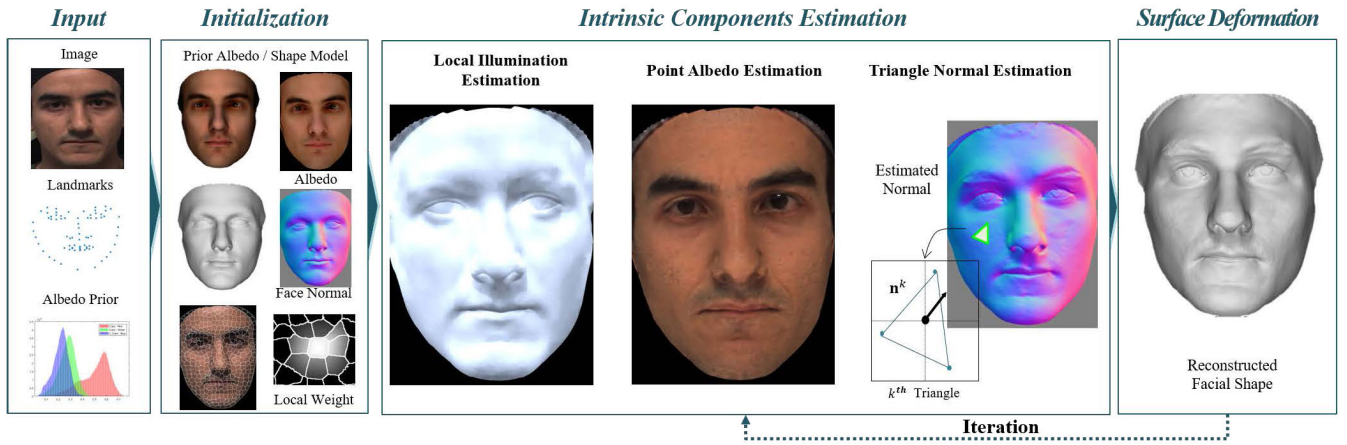 Input
Initialization
Intrinsic Components Estimation
Surface Deformation
Image
Landmarks
Albedo Prior
Prior Albedo / Shape Model
Albedo
Face Normal
Local Weight
Local Illumination
Estimation
Point Albedo Estimation
Triangle Normal Estimation
Estimated
Normal
n^k
k^th Triangle
Reconstructed
Facial Shape
Iteration